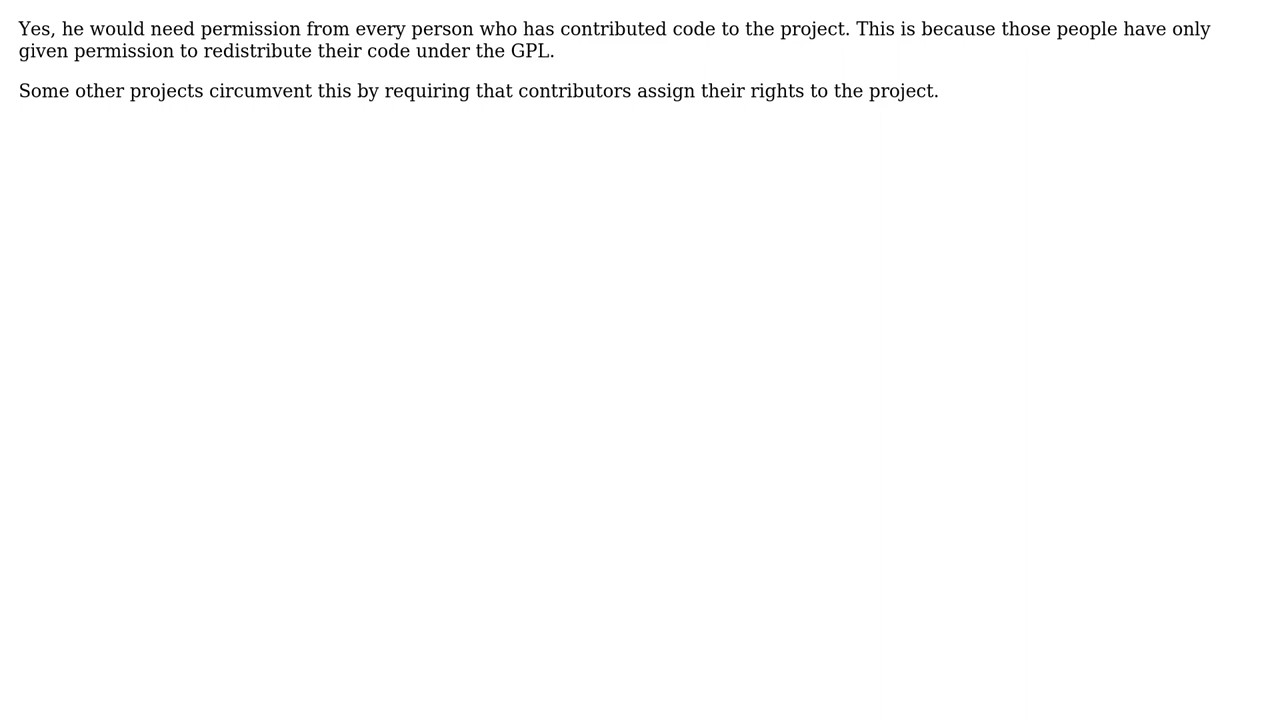 Yes, he would need permission from every person who has contributed code to the project. This is because those people have only
given permission to redistribute their code under the GPL.
Some other projects circumvent this by requiring that contributors assign their rights to the project.